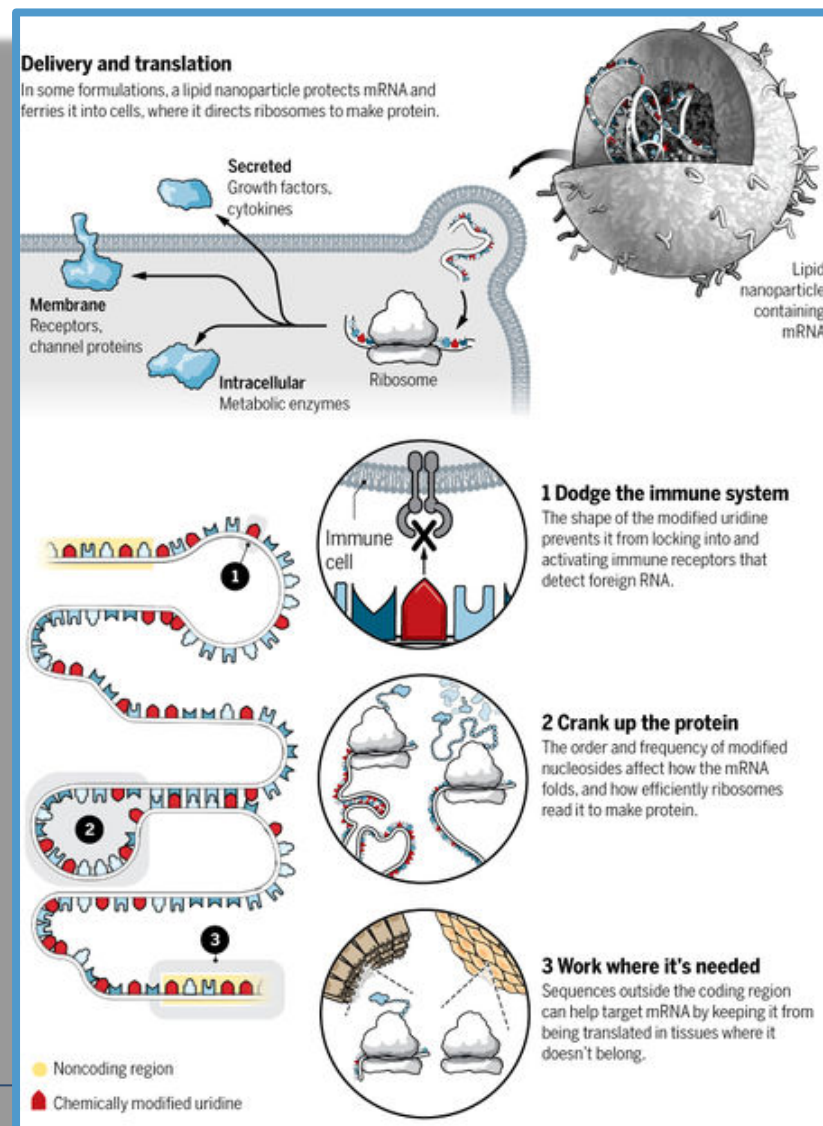 Delivery and translation
In some formulations, a lipid nanoparticle protects mRNA and
ferries it into cells, where it directs ribosomes to make protein.
Secreted
Growth factors,
cytokines
Membrane
Receptors,
channel proteins
Intracellular
Metabolic enzymes
Ribosome
Lipid
nanoparticle
containing
mRNA
1
2
3
Noncoding region
Chemically modified uridine
Immune
cell
1 Dodge the immune system
The shape of the modified uridine
prevents it from locking into and
activating immune receptors that
detect foreign RNA.
2 Crank up the protein
The order and frequency of modified
nucleosides affect how the mRNA
folds, and how efficiently ribosomes
read it to make protein.
3 Work where it's needed
Sequences outside the coding region
can help target mRNA by keeping it from
being translated in tissues where it
doesn't belong.